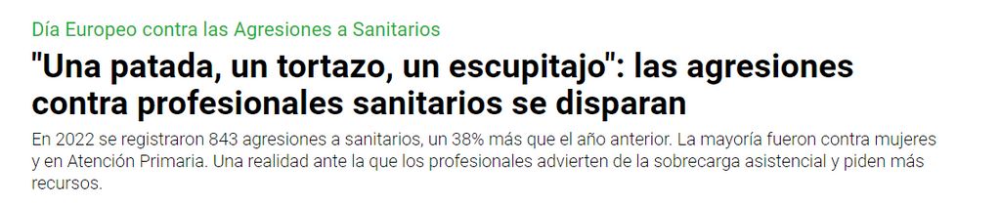 Día Europeo contra las Agresiones a Sanitarios
"Una patada, un tortazo, un escupitajo": las agresiones
contra profesionales sanitarios se disparan
En 2022 se registraron 843 agresiones a sanitarios, un 38% más que el año anterior. La mayoría fueron contra mujeres
y en Atención Primaria. Una realidad ante la que los profesionales advierten de la sobrecarga asistencial y piden más
recursos.